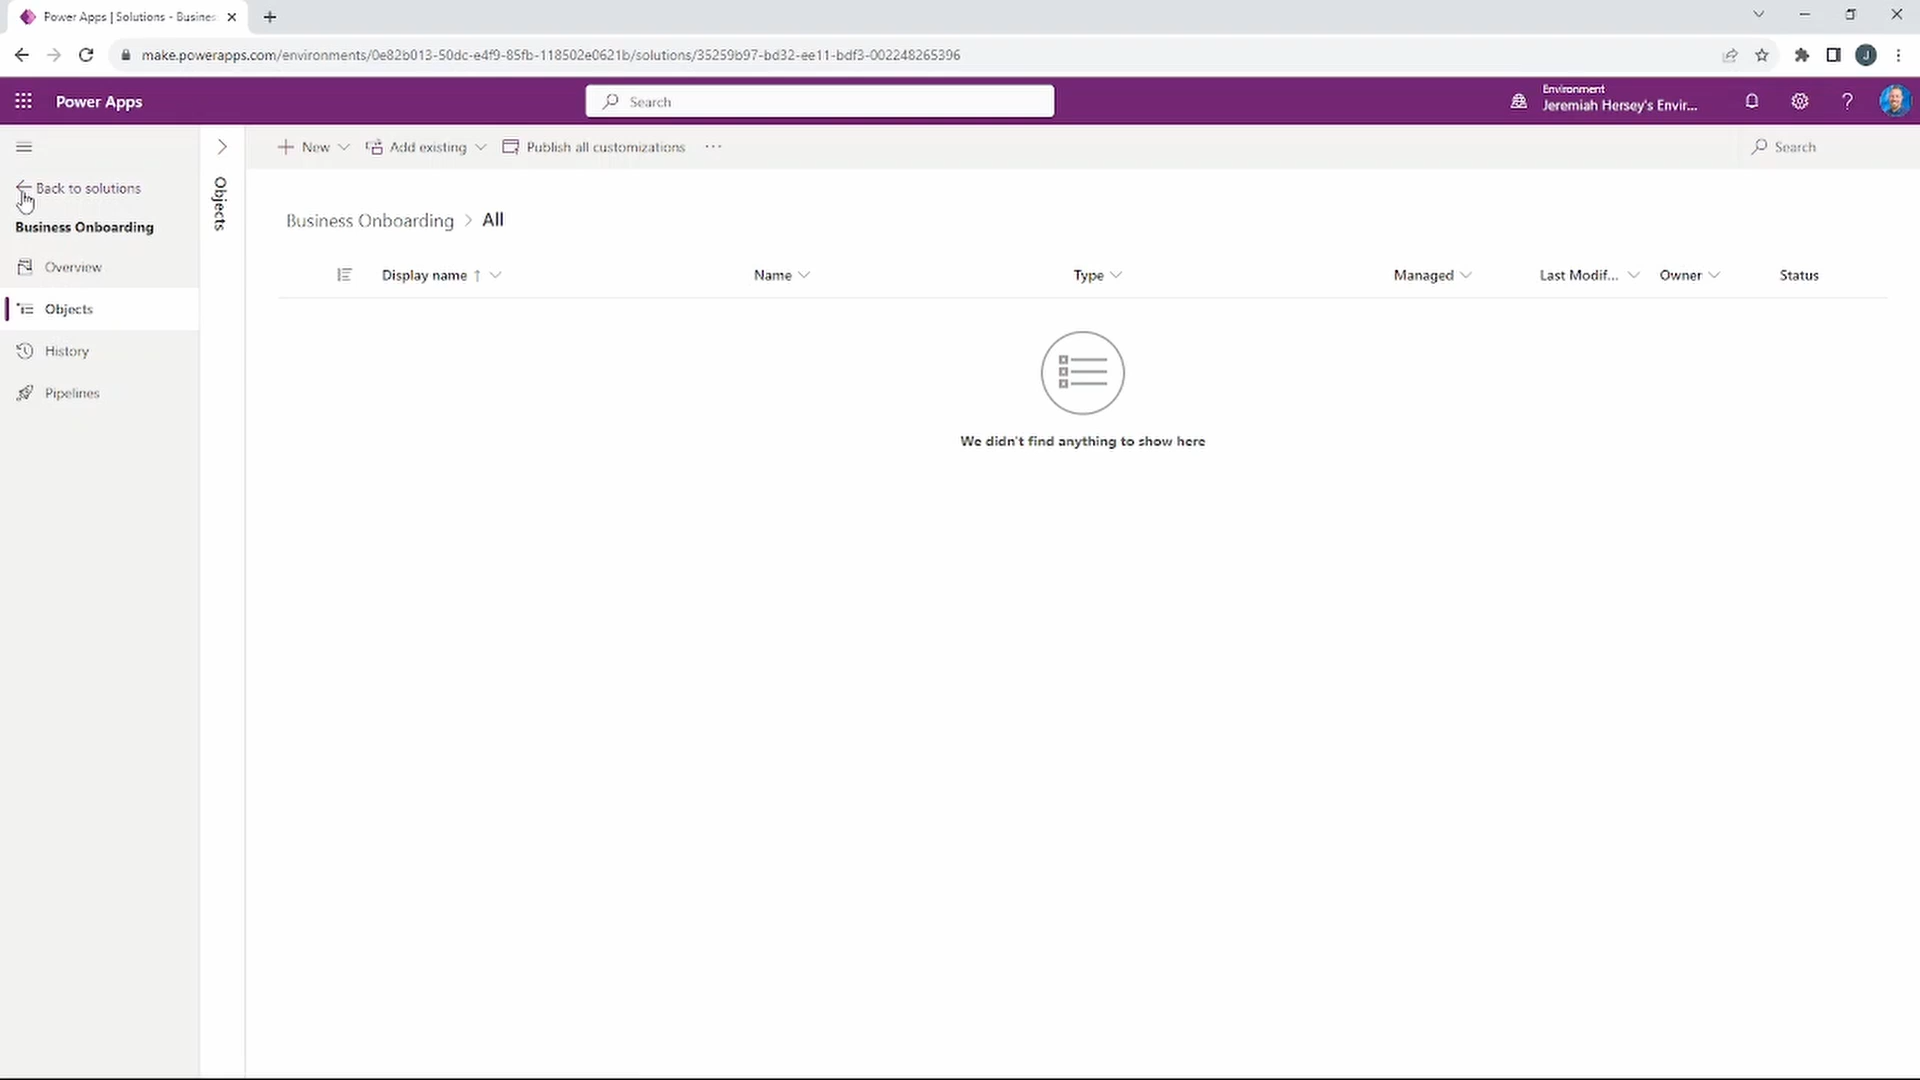 Power Apps | Solutions - Busines
make.powerapps.com/environments/0e82b013-50dc-e4f9-85fb-118502e0621b/solutions/35259b97-bd32-ee11-bdf3-002248265396
J
Power Apps
Search
Environment
Jeremiah Hersey's Envir...
?
New
Add existing
Publish all customizations
...
Search
Back to solutions
Business Onboarding
Overview
Objects
History
Pipelines
Objects
Business Onboarding > All
Display name ↑
Name
Type
Managed
Last Modif...
Owner
Status
We didn't find anything to show here